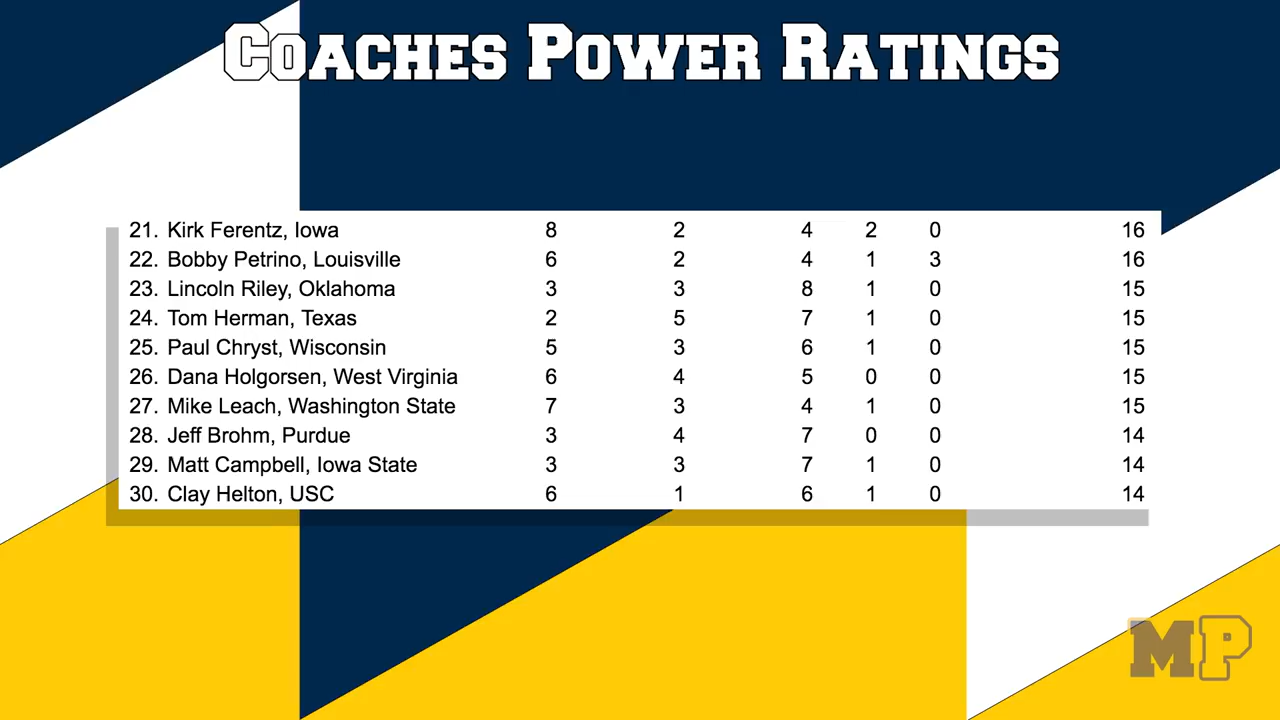 Coaches Power Ratings
21. Kirk Ferentz, Iowa 8 2 4 2 0 16
22. Bobby Petrino, Louisville 6 2 4 1 3 16
23. Lincoln Riley, Oklahoma 3 3 8 1 0 15
24. Tom Herman, Texas 2 5 7 1 0 15
25. Paul Chryst, Wisconsin 5 3 6 1 0 15
26. Dana Holgorsen, West Virginia 6 4 5 0 0 15
27. Mike Leach, Washington State 7 3 4 1 0 15
28. Jeff Brohm, Purdue 3 4 7 0 0 14
29. Matt Campbell, Iowa State 3 3 7 1 0 14
30. Clay Helton, USC 6 1 6 1 0 14
MP